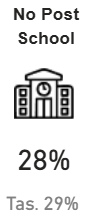 No Post
School
28%
Tas. 29%